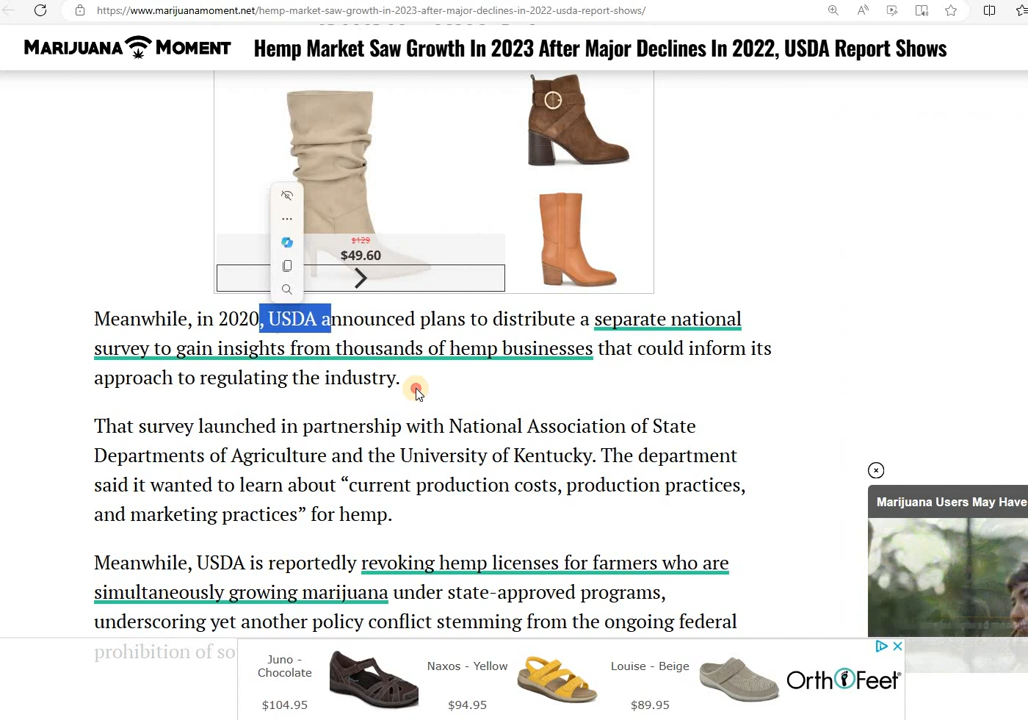 https://www.marijuanamoment.net/hemp-market-saw-growth-in-2023-after-major-declines-in-2022-usda-report-shows/
MARIJUANA MOMENT
Hemp Market Saw Growth In 2023 After Major Declines In 2022, USDA Report Shows
$129
$49.60
Meanwhile, in 2020, USDA announced plans to distribute a separate national
survey to gain insights from thousands of hemp businesses that could inform its
approach to regulating the industry.
That survey launched in partnership with National Association of State
Departments of Agriculture and the University of Kentucky. The department
said it wanted to learn about “current production costs, production practices,
and marketing practices” for hemp.
Marijuana Users May Have
Meanwhile, USDA is reportedly revoking hemp licenses for farmers who are
simultaneously growing marijuana under state-approved programs,
underscoring yet another policy conflict stemming from the ongoing federal
prohibition of so
Juno -
Chocolate
$104.95
Naxos - Yellow
$94.95
Louise - Beige
$89.95
ORTHOFEET